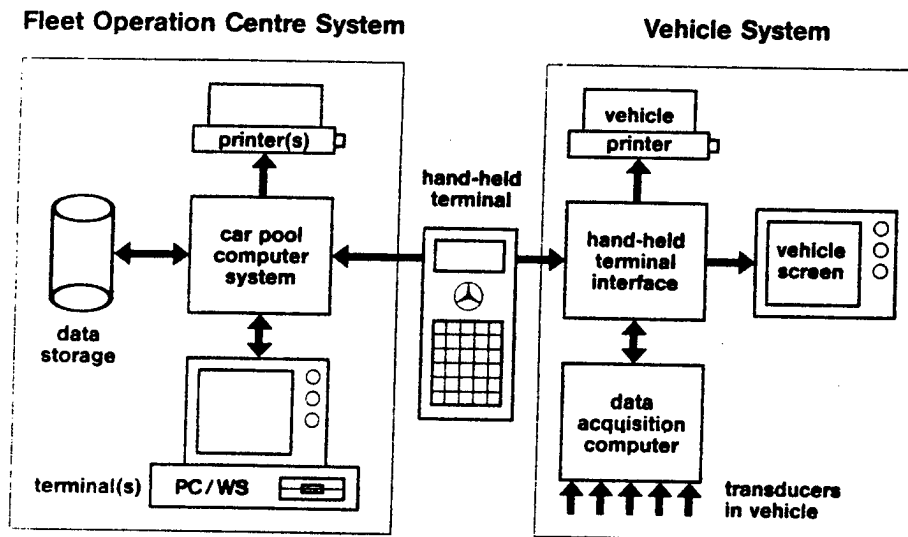 Fleet Operation Centre System
Vehicle System
printer(s)
vehicle
printer
hand-held
terminal
car pool
computer
system
hand-held
terminal
interface
vehicle
screen
data
storage
data
acquisition
computer
terminal(s)
PC/WS
transducers
in vehicle